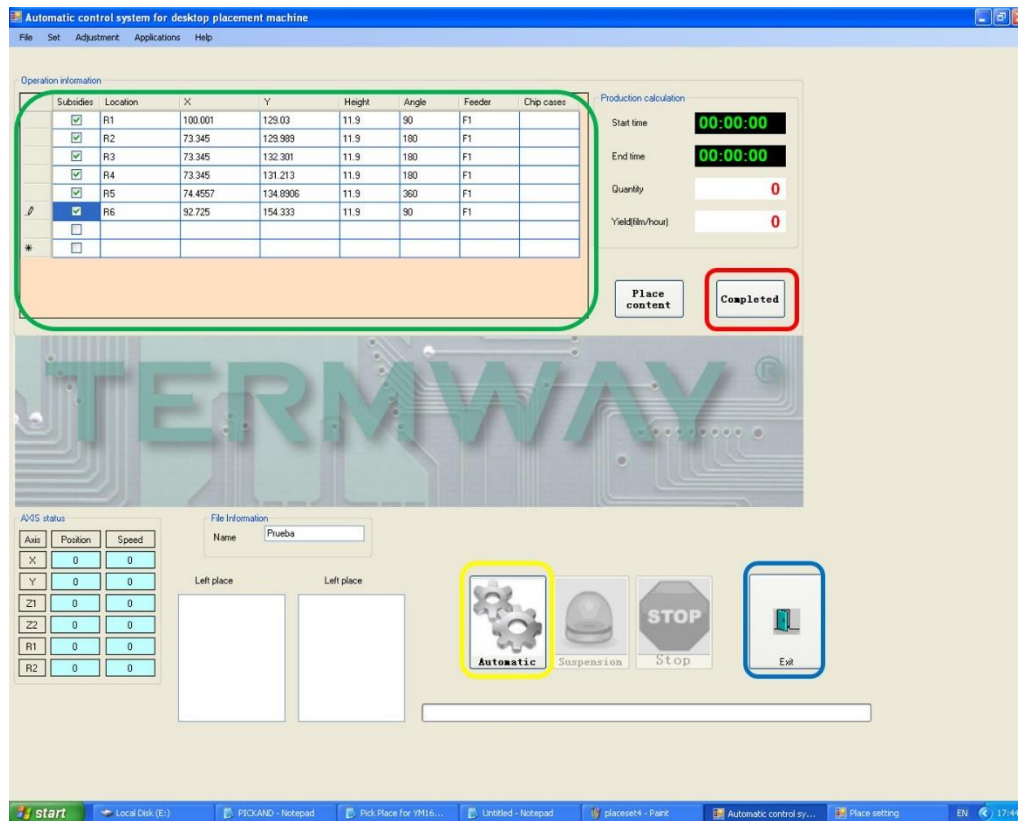 Automatic control system for desktop placement machine
File Set Adjustment Applications Help
Operation information
Subsidies Location X Y Height Angle Feeder Chip cases
R1 100.001 129.03 11.9 90 F1
R2 73.345 129.989 11.9 180 F1
R3 73.345 132.301 11.9 180 F1
R4 73.345 131.213 11.9 180 F1
R5 74.4557 134.8906 11.9 360 F1
R6 92.725 154.333 11.9 90 F1
Production calculation
Start time 00:00:00
End time 00:00:00
Quantity 0
Yield(film/hour) 0
Place content
Completed
TERMWAY ®
AXIS status
Axis Position Speed
X 0 0
Y 0 0
Z1 0 0
Z2 0 0
R1 0 0
R2 0 0
File Information
Name Prueba
Left place Left place
Automatic
Suspension
STOP
Stop
Exit
start Local Disk (E:) PICKAND - Notepad Pick Place for YM16... Untitled - Notepad placeset4 - Paint Automatic control sy... Place setting EN 17:44